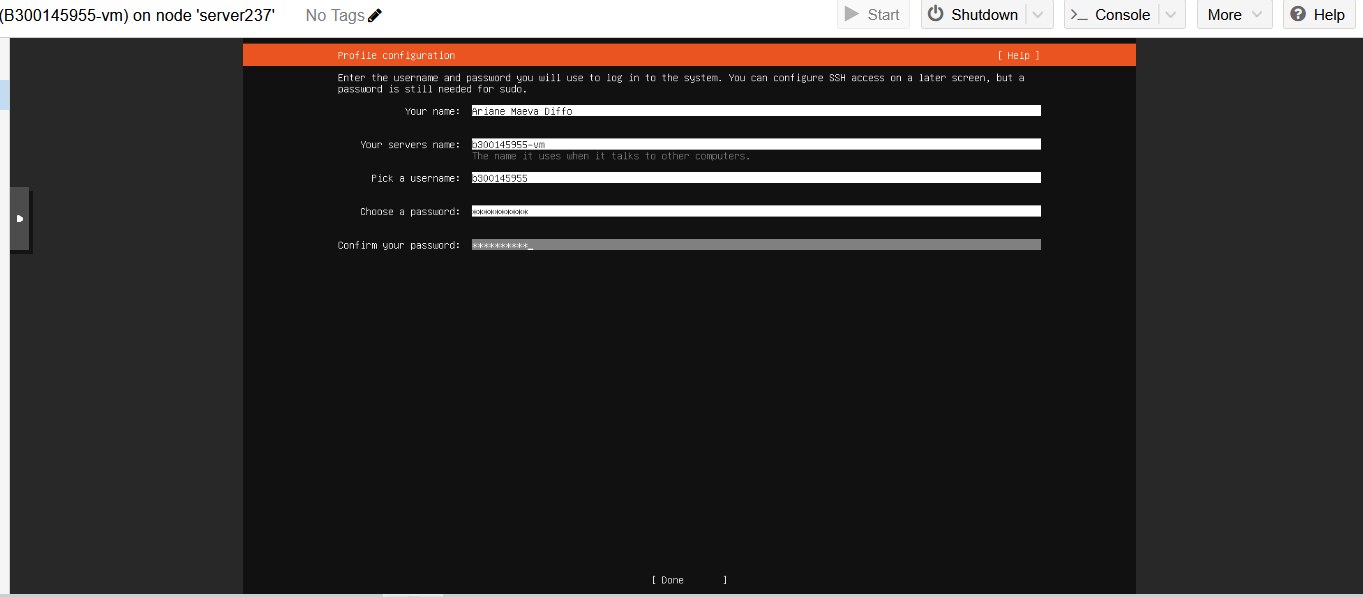 (B300145955-vm) on node 'server237' No Tags Start Shutdown >_ Console More Help
Profile configuration [ Help ]
Enter the username and password you will use to log in to the system. You can configure SSH access on a later screen, but a
password is still needed for sudo.
Your name: Ariane Maeva Diffo
Your servers name: b300145955-vm
The name it uses when it talks to other computers.
Pick a username: b300145955
Choose a password: **********
Confirm your password: **********_
[ Done ]